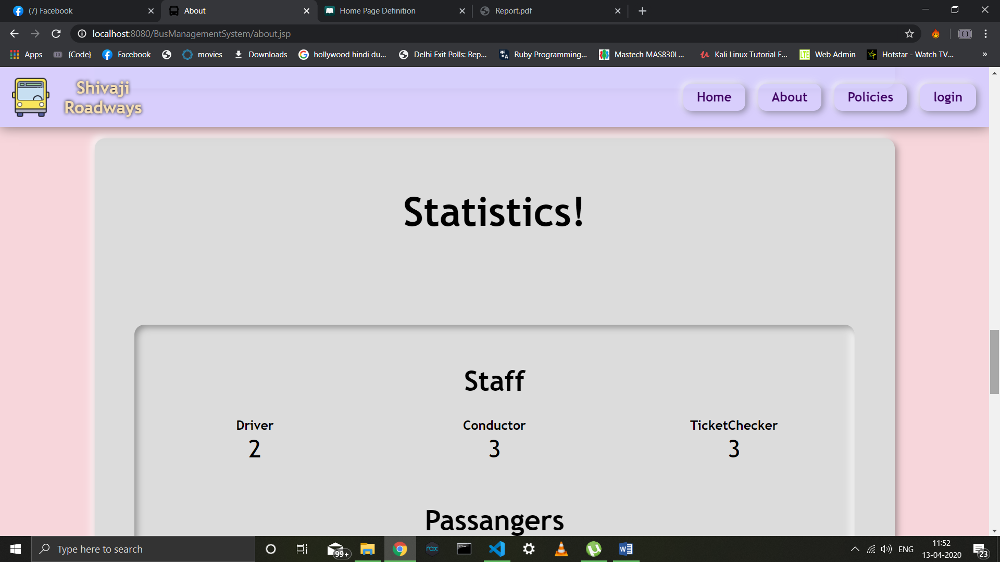 (7) Facebook
About
Home Page Definition
Report.pdf
localhost:8080/BusManagementSystem/about.jsp
Apps
{Code}
Facebook
movies
Downloads
hollywood hindi du...
Delhi Exit Polls: Rep...
Ruby Programming...
Mastech MAS830L...
Kali Linux Tutorial F...
LTE
Web Admin
Hotstar - Watch TV...
»
Shivaji
Roadways
Home
About
Policies
login
Statistics!
Staff
Driver
Conductor
TicketChecker
2
3
3
Passangers
Type here to search
99+
nox
ENG
11:52
13-04-2020
23